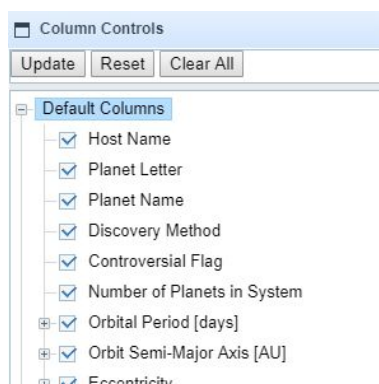 Column Controls
Update Reset Clear All
Default Columns
Host Name
Planet Letter
Planet Name
Discovery Method
Controversial Flag
Number of Planets in System
Orbital Period [days]
Orbit Semi-Major Axis [AU]
Eccentricity